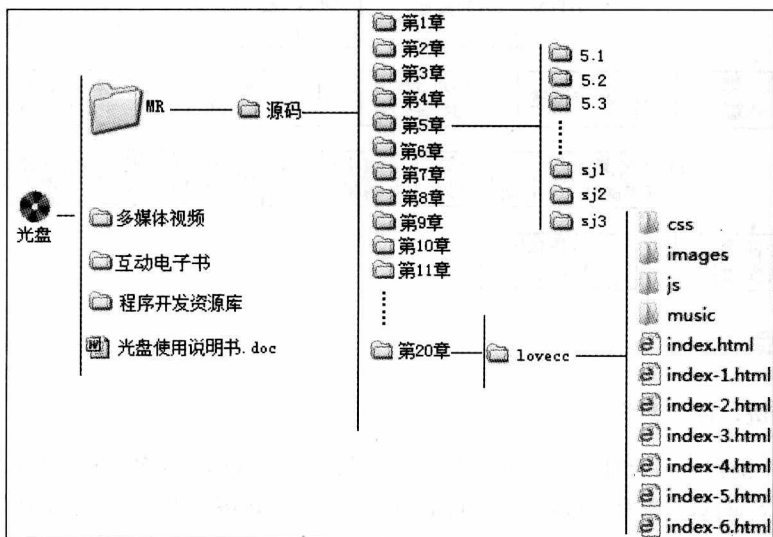 光盘
MR
多媒体视频
互动电子书
程序开发资源库
光盘使用说明书.doc
源码
第1章
第2章
第3章
第4章
第5章
第6章
第7章
第8章
第9章
第10章
第11章
第20章
5.1
5.2
5.3
sj1
sj2
sj3
lovecc
css
images
js
music
index.html
index-1.html
index-2.html
index-3.html
index-4.html
index-5.html
index-6.html